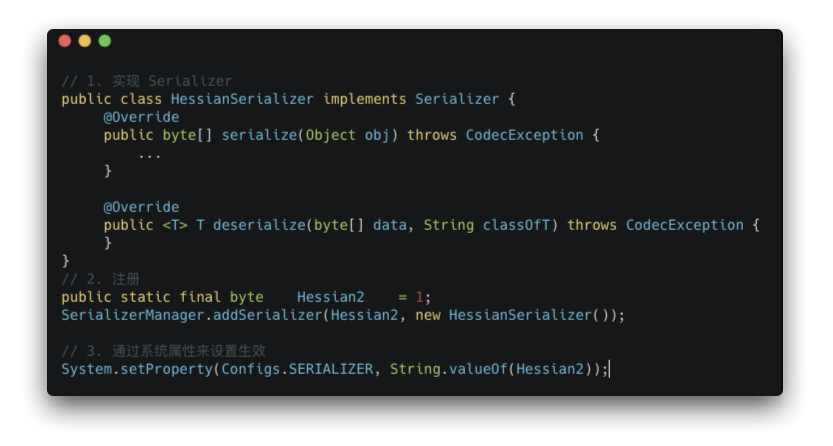 // 1. 实现 Serializer
public class HessianSerializer implements Serializer {
     @Override
     public byte[] serialize(Object obj) throws CodecException {
         ...
     }

     @Override
     public <T> T deserialize(byte[] data, String classOfT) throws CodecException {
     }
}
// 2. 注册
public static final byte    Hessian2    = 1;
SerializerManager.addSerializer(Hessian2, new HessianSerializer());

// 3. 通过系统属性来设置生效
System.setProperty(Configs.SERIALIZER, String.valueOf(Hessian2));